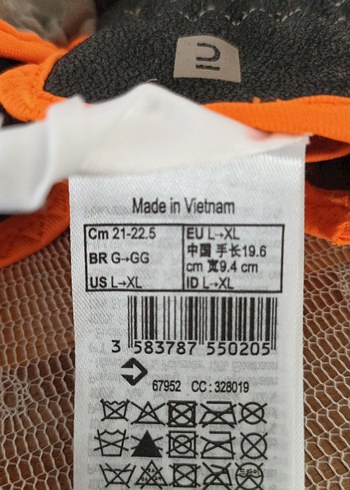 Made in Vietnam
Cm 21-22.5
BR G→GG
US L→XL
EU L→XL
中国 手长19.6
cm 宽9.4 cm
ID L→XL
3 583787 550205
67952 CC : 328019